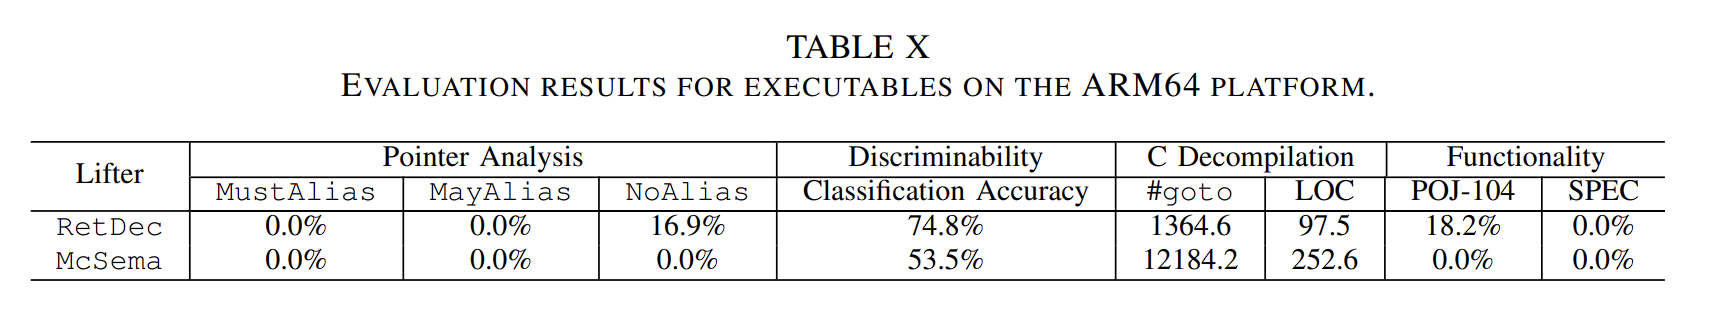 TABLE X
EVALUATION RESULTS FOR EXECUTABLES ON THE ARM64 PLATFORM.
Lifter Pointer Analysis Discriminability C Decompilation Functionality
MustAlias MayAlias NoAlias Classification Accuracy #goto LOC POJ-104 SPEC
RetDec 0.0% 0.0% 16.9% 74.8% 1364.6 97.5 18.2% 0.0%
McSema 0.0% 0.0% 0.0% 53.5% 12184.2 252.6 0.0% 0.0%